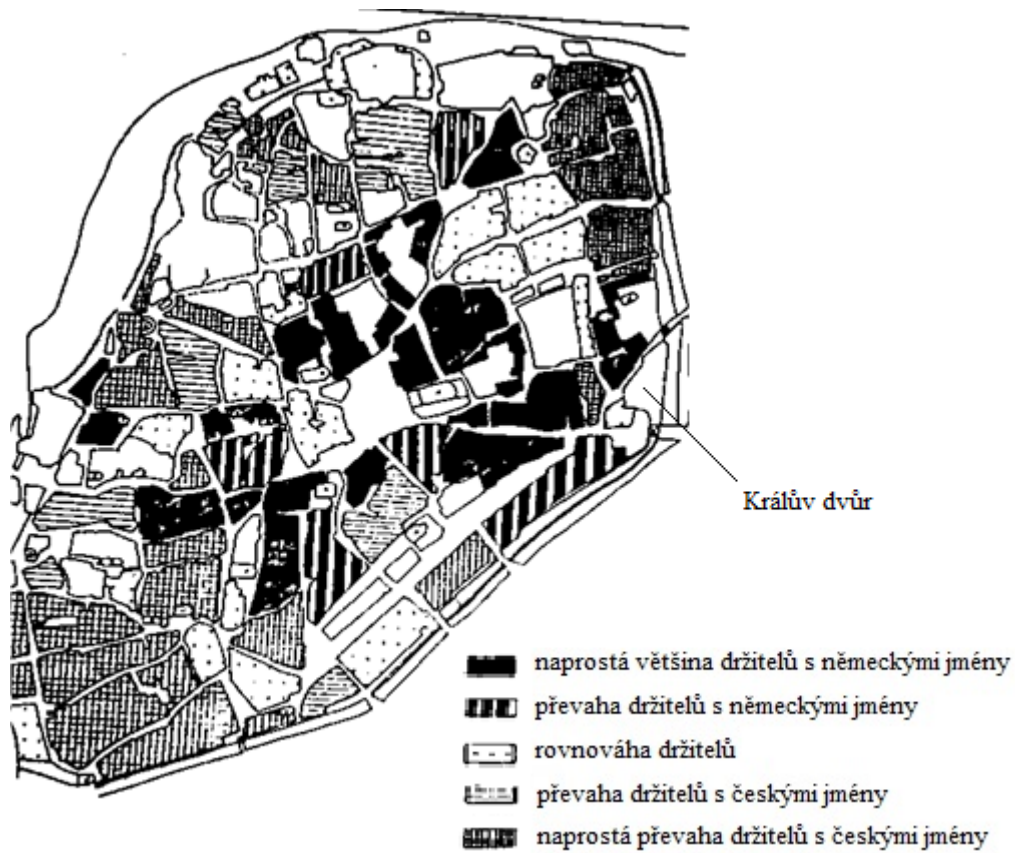 Králův dvůr
naprostá většina držitelů s německými jmény
převaha držitelů s německými jmény
rovnováha držitelů
převaha držitelů s českými jmény
naprostá převaha držitelů s českými jmény